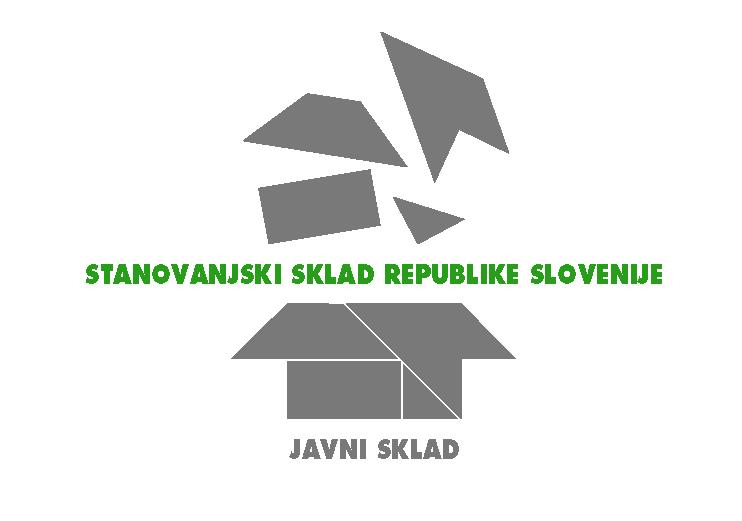 STANOVANJSKI SKLAD REPUBLIKE SLOVENIJE
JAVNI SKLAD